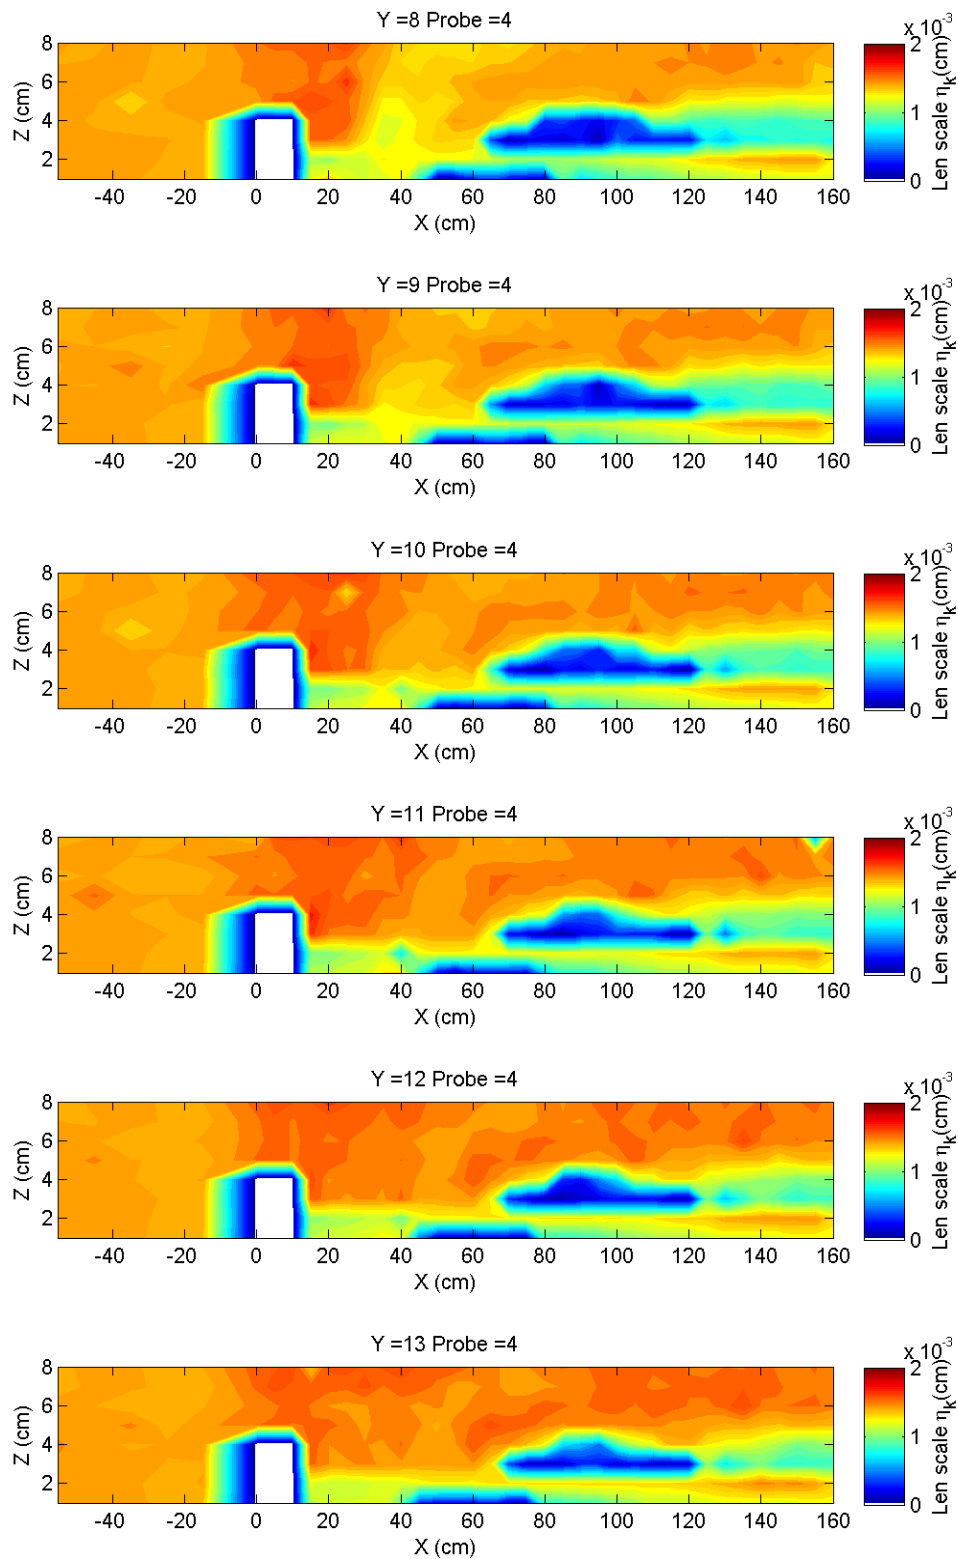 Y =8 Probe =4
x 10⁻³
8
6
4
2
Z (cm)
-40 -20 0 20 40 60 80 100 120 140 160
X (cm)
2
1
0
Len scale ηₖ(cm)
Y =9 Probe =4
x 10⁻³
8
6
4
2
Z (cm)
-40 -20 0 20 40 60 80 100 120 140 160
X (cm)
2
1
0
Len scale ηₖ(cm)
Y =10 Probe =4
x 10⁻³
8
6
4
2
Z (cm)
-40 -20 0 20 40 60 80 100 120 140 160
X (cm)
2
1
0
Len scale ηₖ(cm)
Y =11 Probe =4
x 10⁻³
8
6
4
2
Z (cm)
-40 -20 0 20 40 60 80 100 120 140 160
X (cm)
2
1
0
Len scale ηₖ(cm)
Y =12 Probe =4
x 10⁻³
8
6
4
2
Z (cm)
-40 -20 0 20 40 60 80 100 120 140 160
X (cm)
2
1
0
Len scale ηₖ(cm)
Y =13 Probe =4
x 10⁻³
8
6
4
2
Z (cm)
-40 -20 0 20 40 60 80 100 120 140 160
X (cm)
2
1
0
Len scale ηₖ(cm)